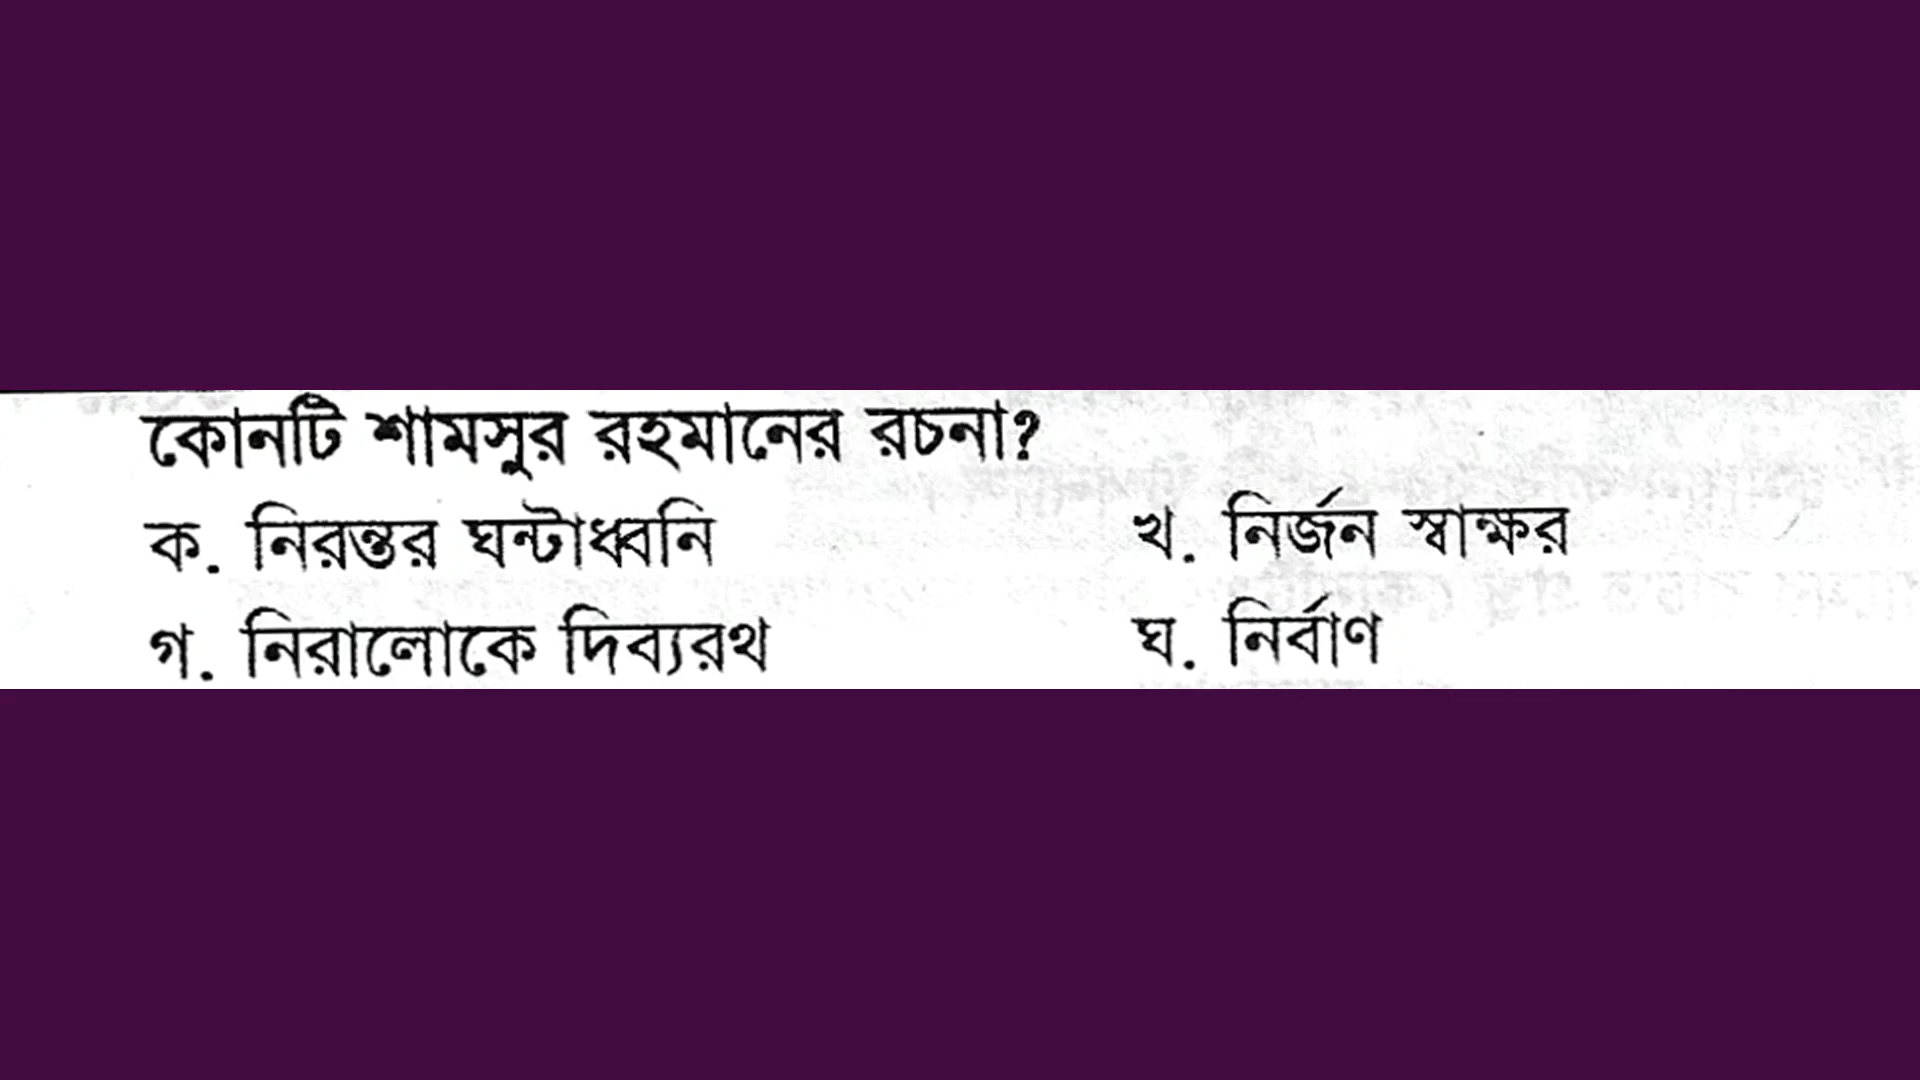 কোনটি শামসুর রহমানের রচনা?
ক. নিরন্তর ঘন্টাধ্বনি খ. নির্জন স্বাক্ষর
গ. নিরালোকে দিব্যরথ ঘ. নির্বাণ